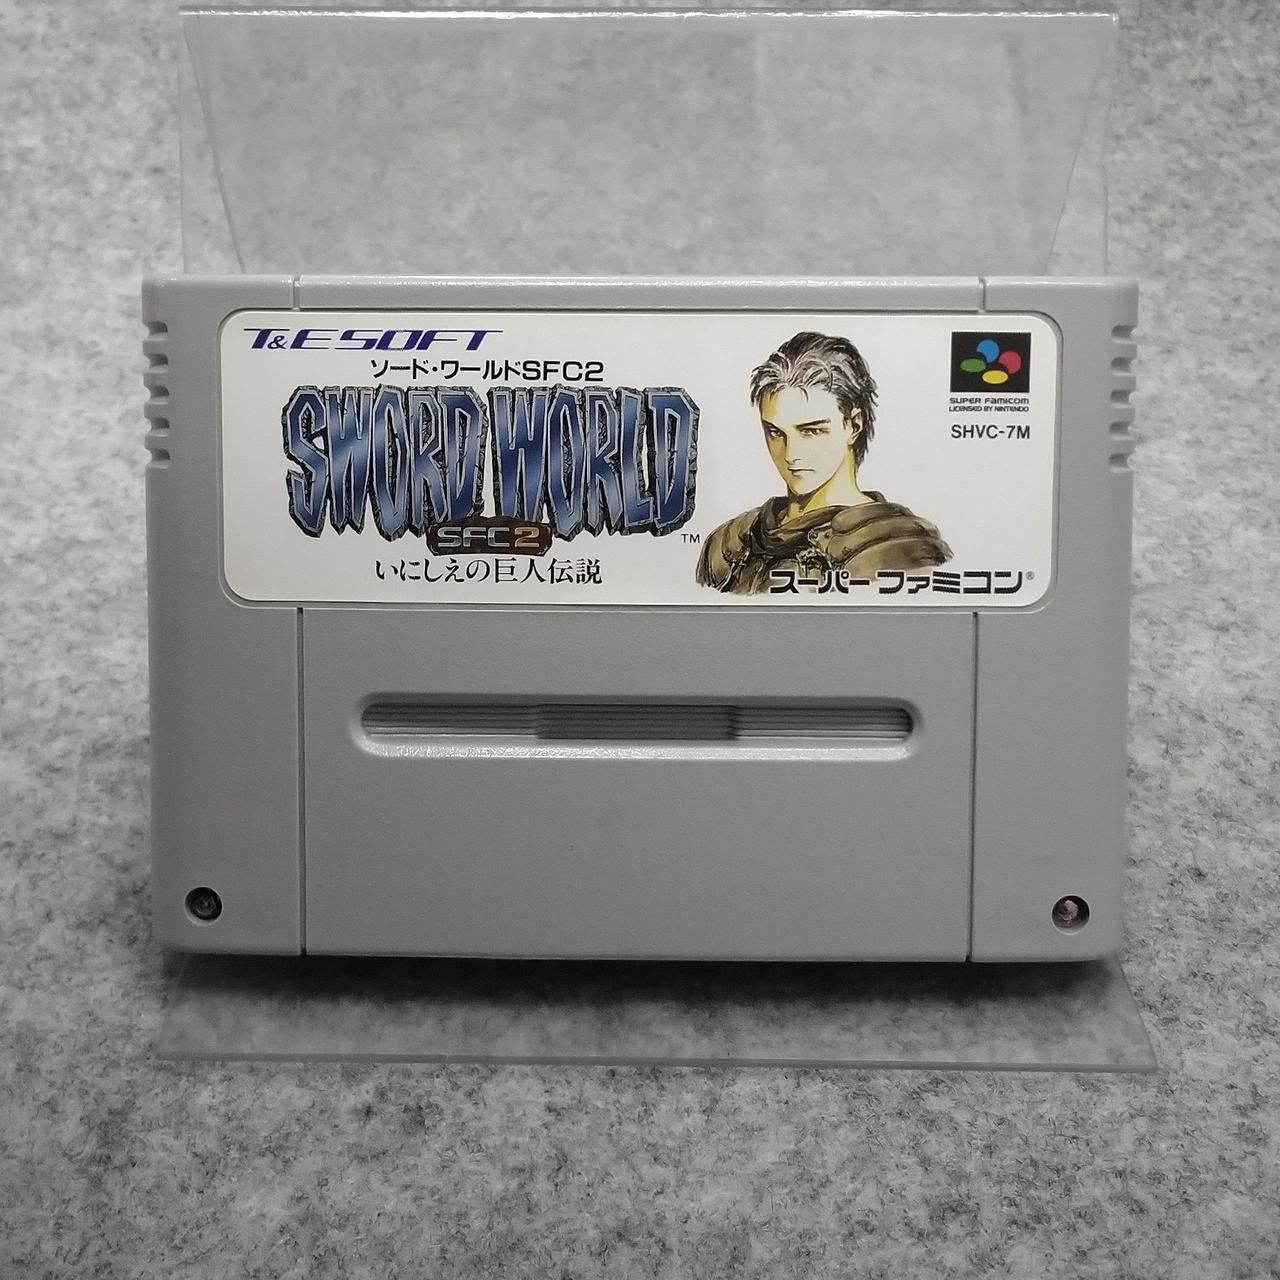 T&E SOFT
ソード・ワールドSFC2
SWORD WORLD
SFC2
TM
いにしえの巨人伝説
SUPER FAMICOM
LICENSED BY NINTENDO
SHVC-7M
スーパーファミコン®